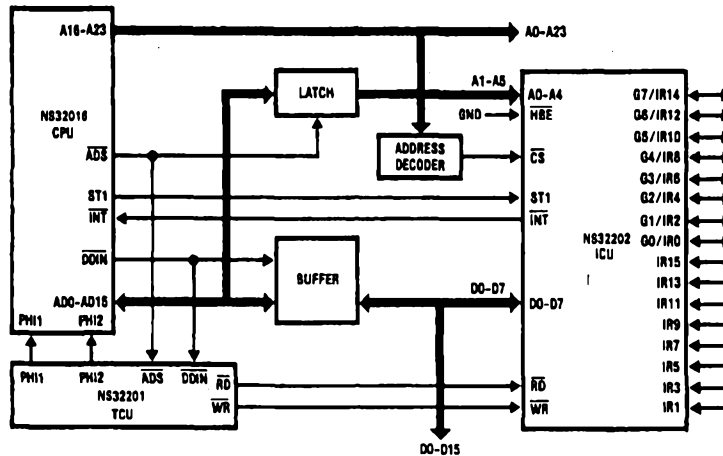 A16-A23
A0-A23
NS32016
CPU
LATCH
A1-A5
A0-A4
GND
HBE
ADDRESS
DECODER
CS
ADS
ST1
ST1
INT
INT
DDIN
BUFFER
AD0-AD15
D0-D7
D0-D7
PHI1
PHI2
PHI1
PHI2
ADS
DDIN
RD
WR
NS32201
TCU
RD
WR
D0-D15
NS32202
ICU
G7/IR14
G6/IR12
G5/IR10
G4/IR8
G3/IR6
G2/IR4
G1/IR2
G0/IR0
IR15
IR13
IR11
IR9
IR7
IR5
IR3
IR1